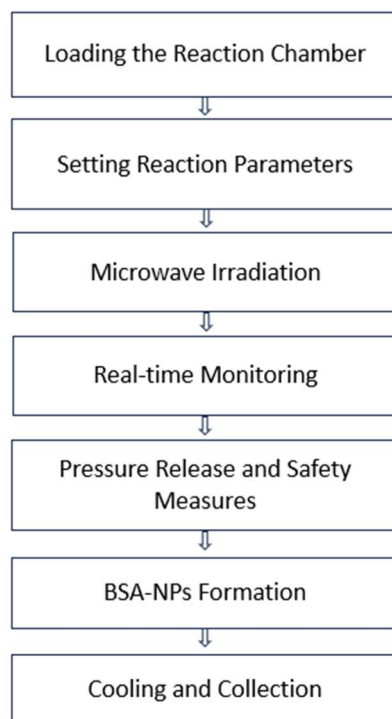 Loading the Reaction Chamber
Setting Reaction Parameters
Microwave Irradiation
Real-time Monitoring
Pressure Release and Safety
Measures
BSA-NPs Formation
Cooling and Collection